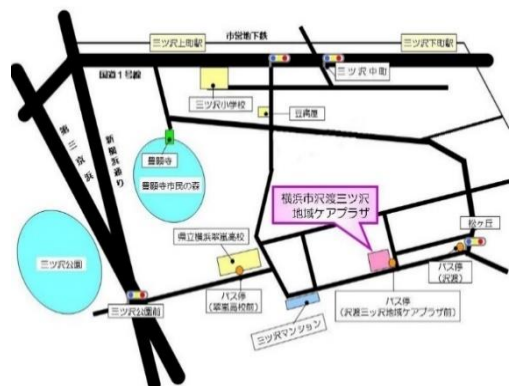 三ツ沢上町駅
市営地下鉄
三ツ沢下町駅
国道1号線
三ツ沢中町
三ツ沢小学校
豆腐屋
第三京浜
新横浜通り
豊顕寺
豊顕寺市民の森
横浜市沢渡三ツ沢
地域ケアプラザ
松ヶ丘
県立横浜翠嵐高校
三ツ沢公園
バス停
(沢渡)
バス停
(翠嵐高校前)
バス停
(沢渡三ツ沢地域ケアプラザ前)
三ツ沢公園前
三ツ沢マンション